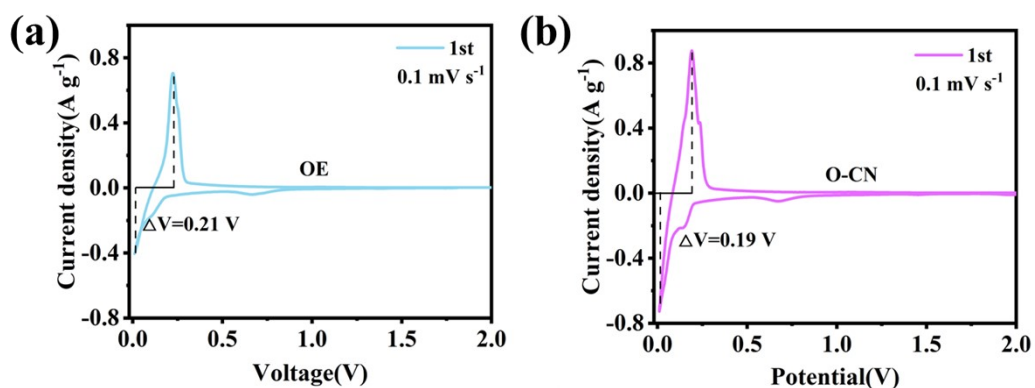 (a)
Current density(A g⁻¹)
0.8
0.4
0.0
-0.4
-0.8
1st
0.1 mV s⁻¹
OE
△V=0.21 V
0.0
0.5
1.0
1.5
2.0
Voltage(V)
(b)
Current density(A g⁻¹)
0.8
0.4
0.0
-0.4
-0.8
1st
0.1 mV s⁻¹
O-CN
△V=0.19 V
0.0
0.5
1.0
1.5
2.0
Potential(V)